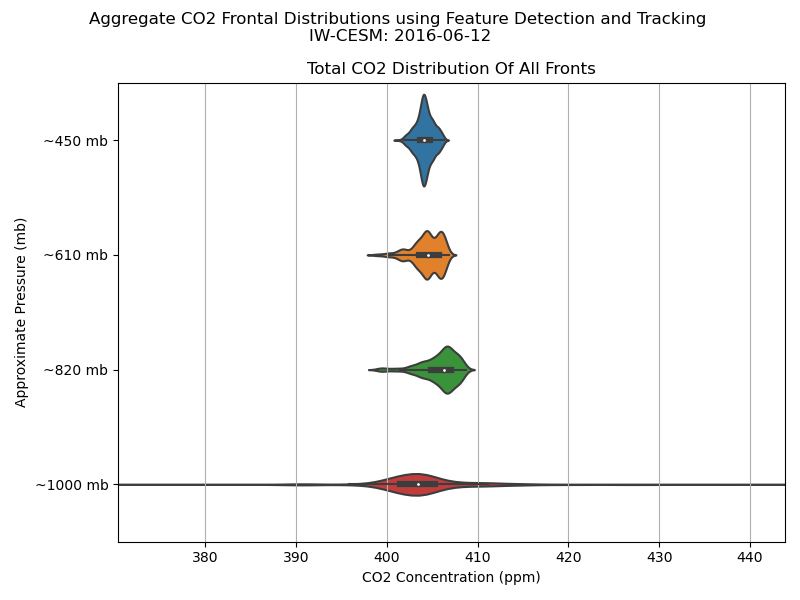 Aggregate CO2 Frontal Distributions using Feature Detection and Tracking
IW-CESM: 2016-06-12
Total CO2 Distribution Of All Fronts
~450 mb
~610 mb
~820 mb
~1000 mb
Approximate Pressure (mb)
380 390 400 410 420 430 440
CO2 Concentration (ppm)